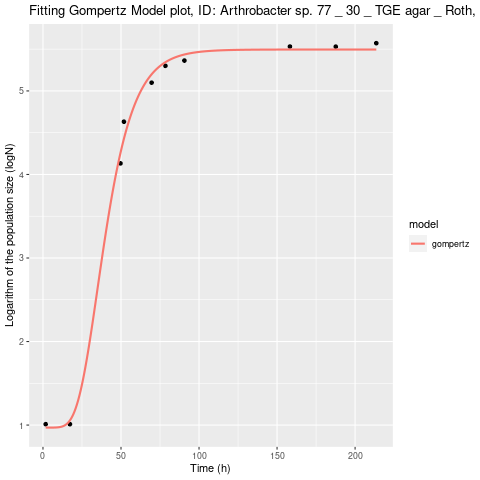 Fitting Gompertz Model plot, ID: Arthrobacter sp. 77 _ 30 _ TGE agar _ Roth,
Logarithm of the population size (logN)
5
4
3
2
1
0
50
100
150
200
Time (h)
model
gompertz